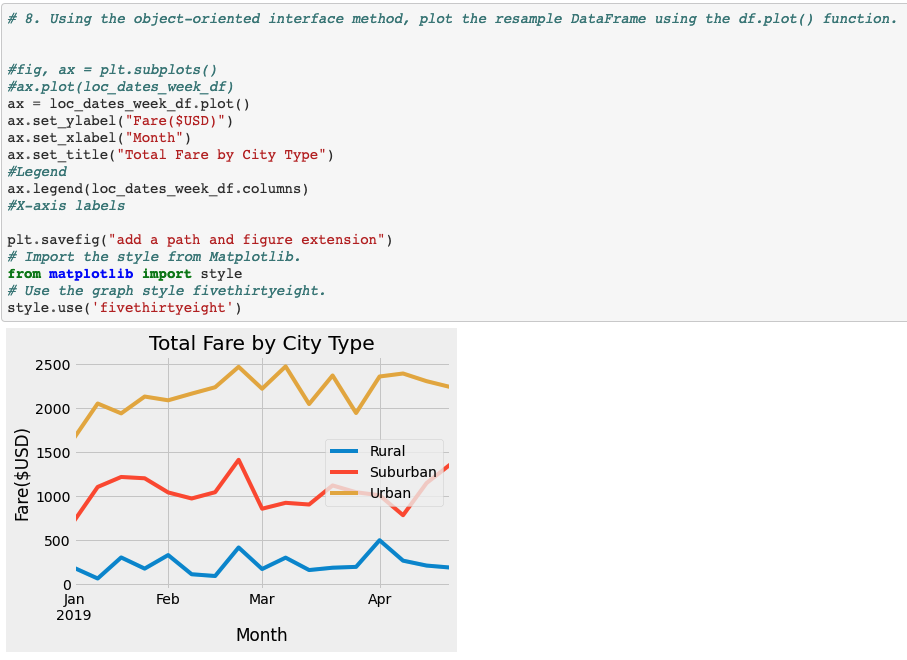 # 8. Using the object-oriented interface method, plot the resample DataFrame using the df.plot() function.
#fig, ax = plt.subplots()
#ax.plot(loc_dates_week_df)
ax = loc_dates_week_df.plot()
ax.set_ylabel("Fare($USD)")
ax.set_xlabel("Month")
ax.set_title("Total Fare by City Type")
#Legend
ax.legend(loc_dates_week_df.columns)
#X-axis labels
plt.savefig("add a path and figure extension")
# Import the style from Matplotlib.
from matplotlib import style
# Use the graph style fivethirtyeight.
style.use('fivethirtyeight')
Total Fare by City Type
2500
2000
1500
1000
500
0
Fare($USD)
Rural
Suburban
Urban
Jan Feb Mar Apr
2019
Month